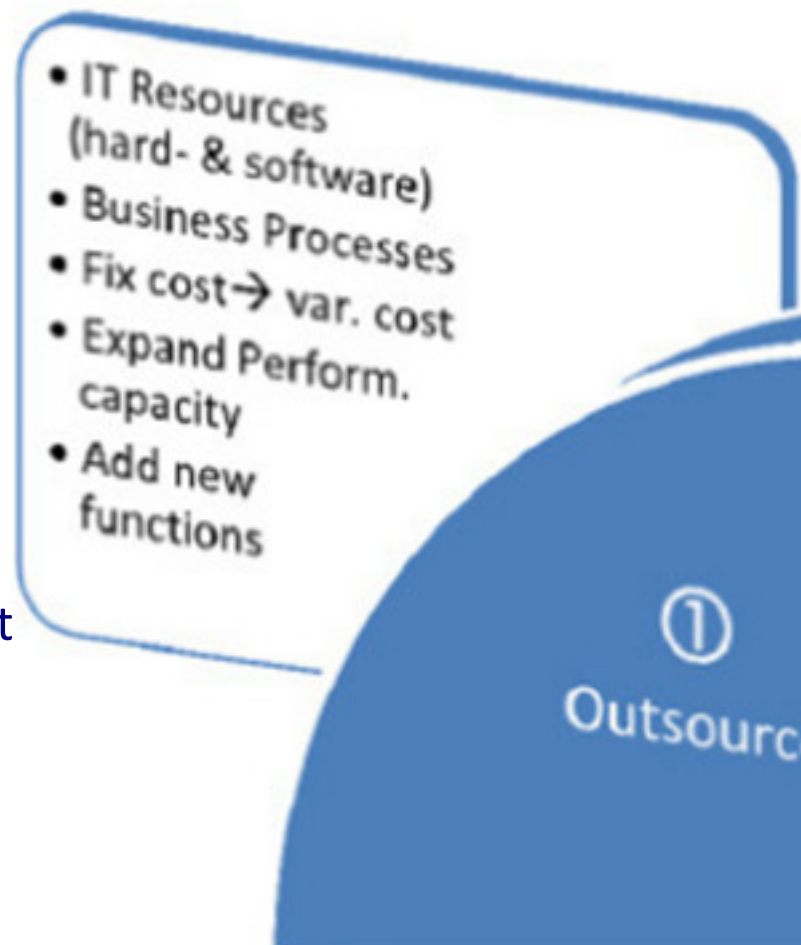 • IT Resources
(hard- & software)
• Business Processes
• Fix cost→ var. cost
• Expand Perform.
capacity
• Add new
functions
t
①
Outsourc